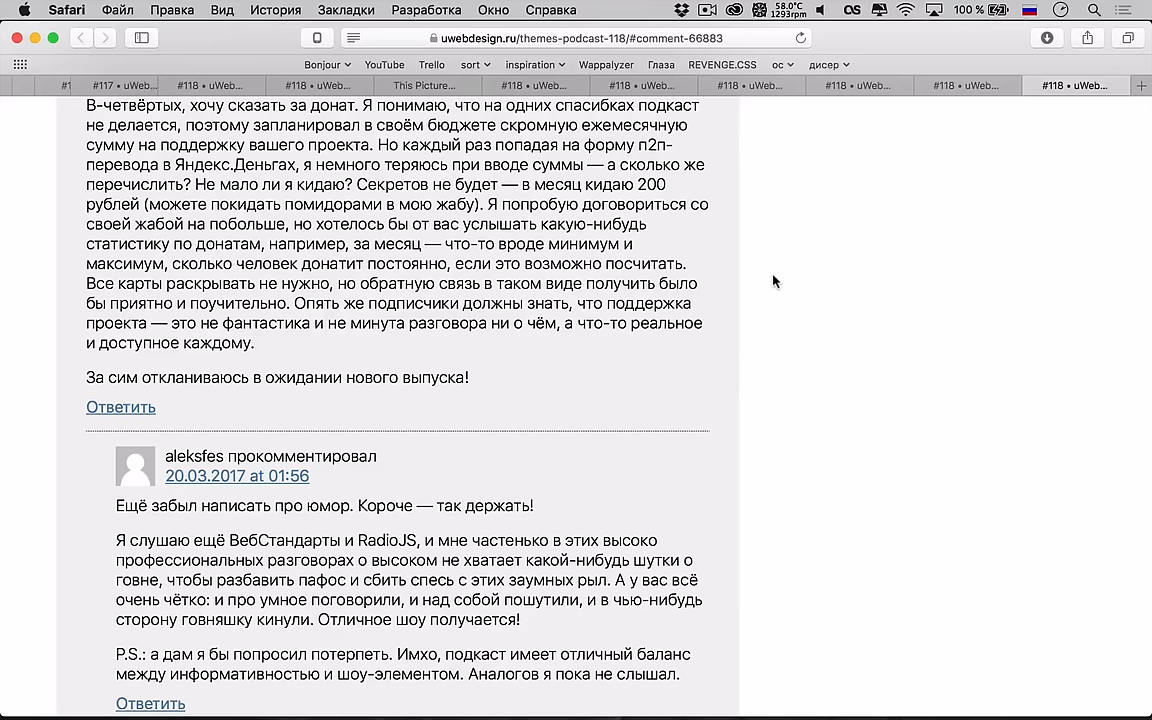 Safari Файл Правка Вид История Закладки Разработка Окно Справка 58.0°C 1293rpm 100 %
uwebdesign.ru/themes-podcast-118/#comment-66883
Bonjour YouTube Trello sort inspiration Wappalyzer Глаза REVENGE.CSS ос дисер
#1 #117 • uWeb... #118 • uWeb... #118 • uWeb... This Picture... #118 • uWeb... #118 • uWeb... #118 • uWeb... #118 • uWeb... #118 • uWeb... #118 • uWeb...
В-четвёртых, хочу сказать за донат. Я понимаю, что на одних спасибках подкаст
не делается, поэтому запланировал в своём бюджете скромную ежемесячную
сумму на поддержку вашего проекта. Но каждый раз попадая на форму п2п-
перевода в Яндекс.Деньгах, я немного теряюсь при вводе суммы — а сколько же
перечислить? Не мало ли я кидаю? Секретов не будет — в месяц кидаю 200
рублей (можете покидать помидорами в мою жабу). Я попробую договориться со
своей жабой на побольше, но хотелось бы от вас услышать какую-нибудь
статистику по донатам, например, за месяц — что-то вроде минимум и
максимум, сколько человек донатит постоянно, если это возможно посчитать.
Все карты раскрывать не нужно, но обратную связь в таком виде получить было
бы приятно и поучительно. Опять же подписчики должны знать, что поддержка
проекта — это не фантастика и не минута разговора ни о чём, а что-то реальное
и доступное каждому.
За сим откланиваюсь в ожидании нового выпуска!
Ответить
aleksfes прокомментировал
20.03.2017 at 01:56
Ещё забыл написать про юмор. Короче — так держать!
Я слушаю ещё ВебСтандарты и RadioJS, и мне частенько в этих высоко
профессиональных разговорах о высоком не хватает какой-нибудь шутки о
говне, чтобы разбавить пафос и сбить спесь с этих заумных рыл. А у вас всё
очень чётко: и про умное поговорили, и над собой пошутили, и в чью-нибудь
сторону говняшку кинули. Отличное шоу получается!
P.S.: а дам я бы попросил потерпеть. Имхо, подкаст имеет отличный баланс
между информативностью и шоу-элементом. Аналогов я пока не слышал.
Ответить